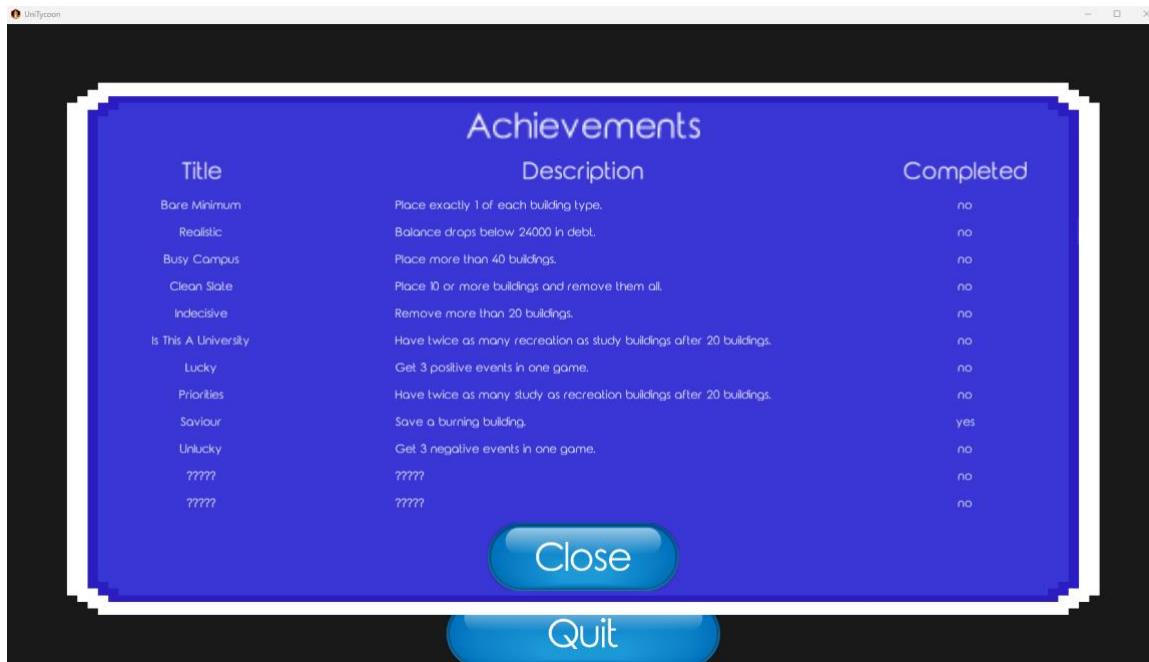 UniTycoon
Achievements
Title Description Completed
Bare Minimum Place exactly 1 of each building type. no
Realistic Balance drops below 24000 in debt. no
Busy Campus Place more than 40 buildings. no
Clean Slate Place 10 or more buildings and remove them all. no
Indecisive Remove more than 20 buildings. no
Is This A University Have twice as many recreation as study buildings after 20 buildings. no
Lucky Get 3 positive events in one game. no
Priorities Have twice as many study as recreation buildings after 20 buildings. no
Saviour Save a burning building. yes
Unlucky Get 3 negative events in one game. no
????? ????? no
????? ????? no
Close
Quit